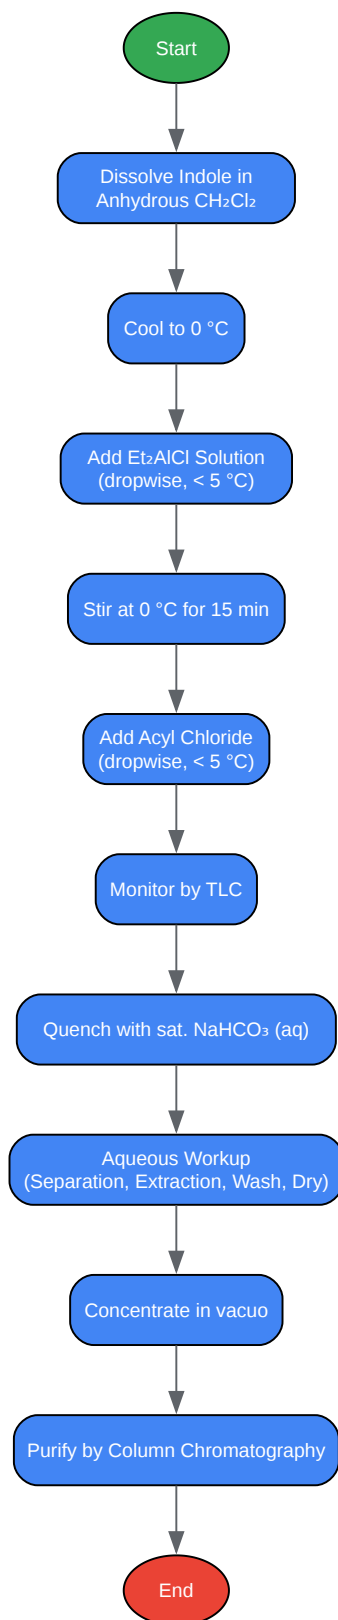 Start
Dissolve Indole in
Anhydrous CH₂Cl₂
Cool to 0 °C
Add Et₂AlCl Solution
(dropwise, < 5 °C)
Stir at 0 °C for 15 min
Add Acyl Chloride
(dropwise, < 5 °C)
Monitor by TLC
Quench with sat. NaHCO₃ (aq)
Aqueous Workup
(Separation, Extraction, Wash, Dry)
Concentrate in vacuo
Purify by Column Chromatography
End